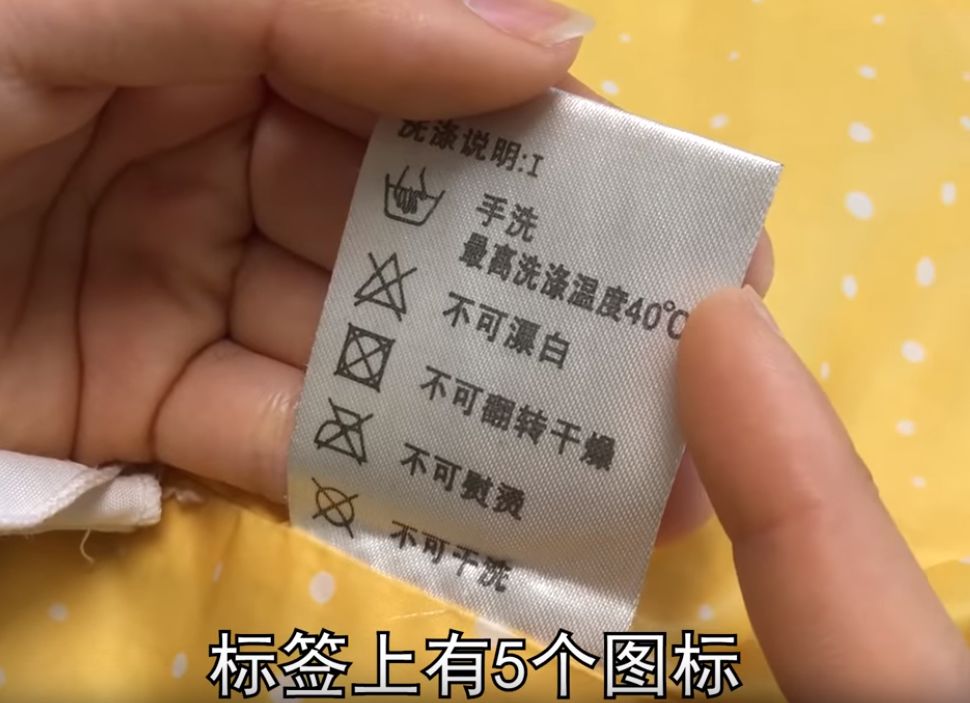 洗涤说明:I
手洗
最高洗涤温度40℃
不可漂白
不可翻转干燥
不可熨烫
不可干洗
标签上有5个图标